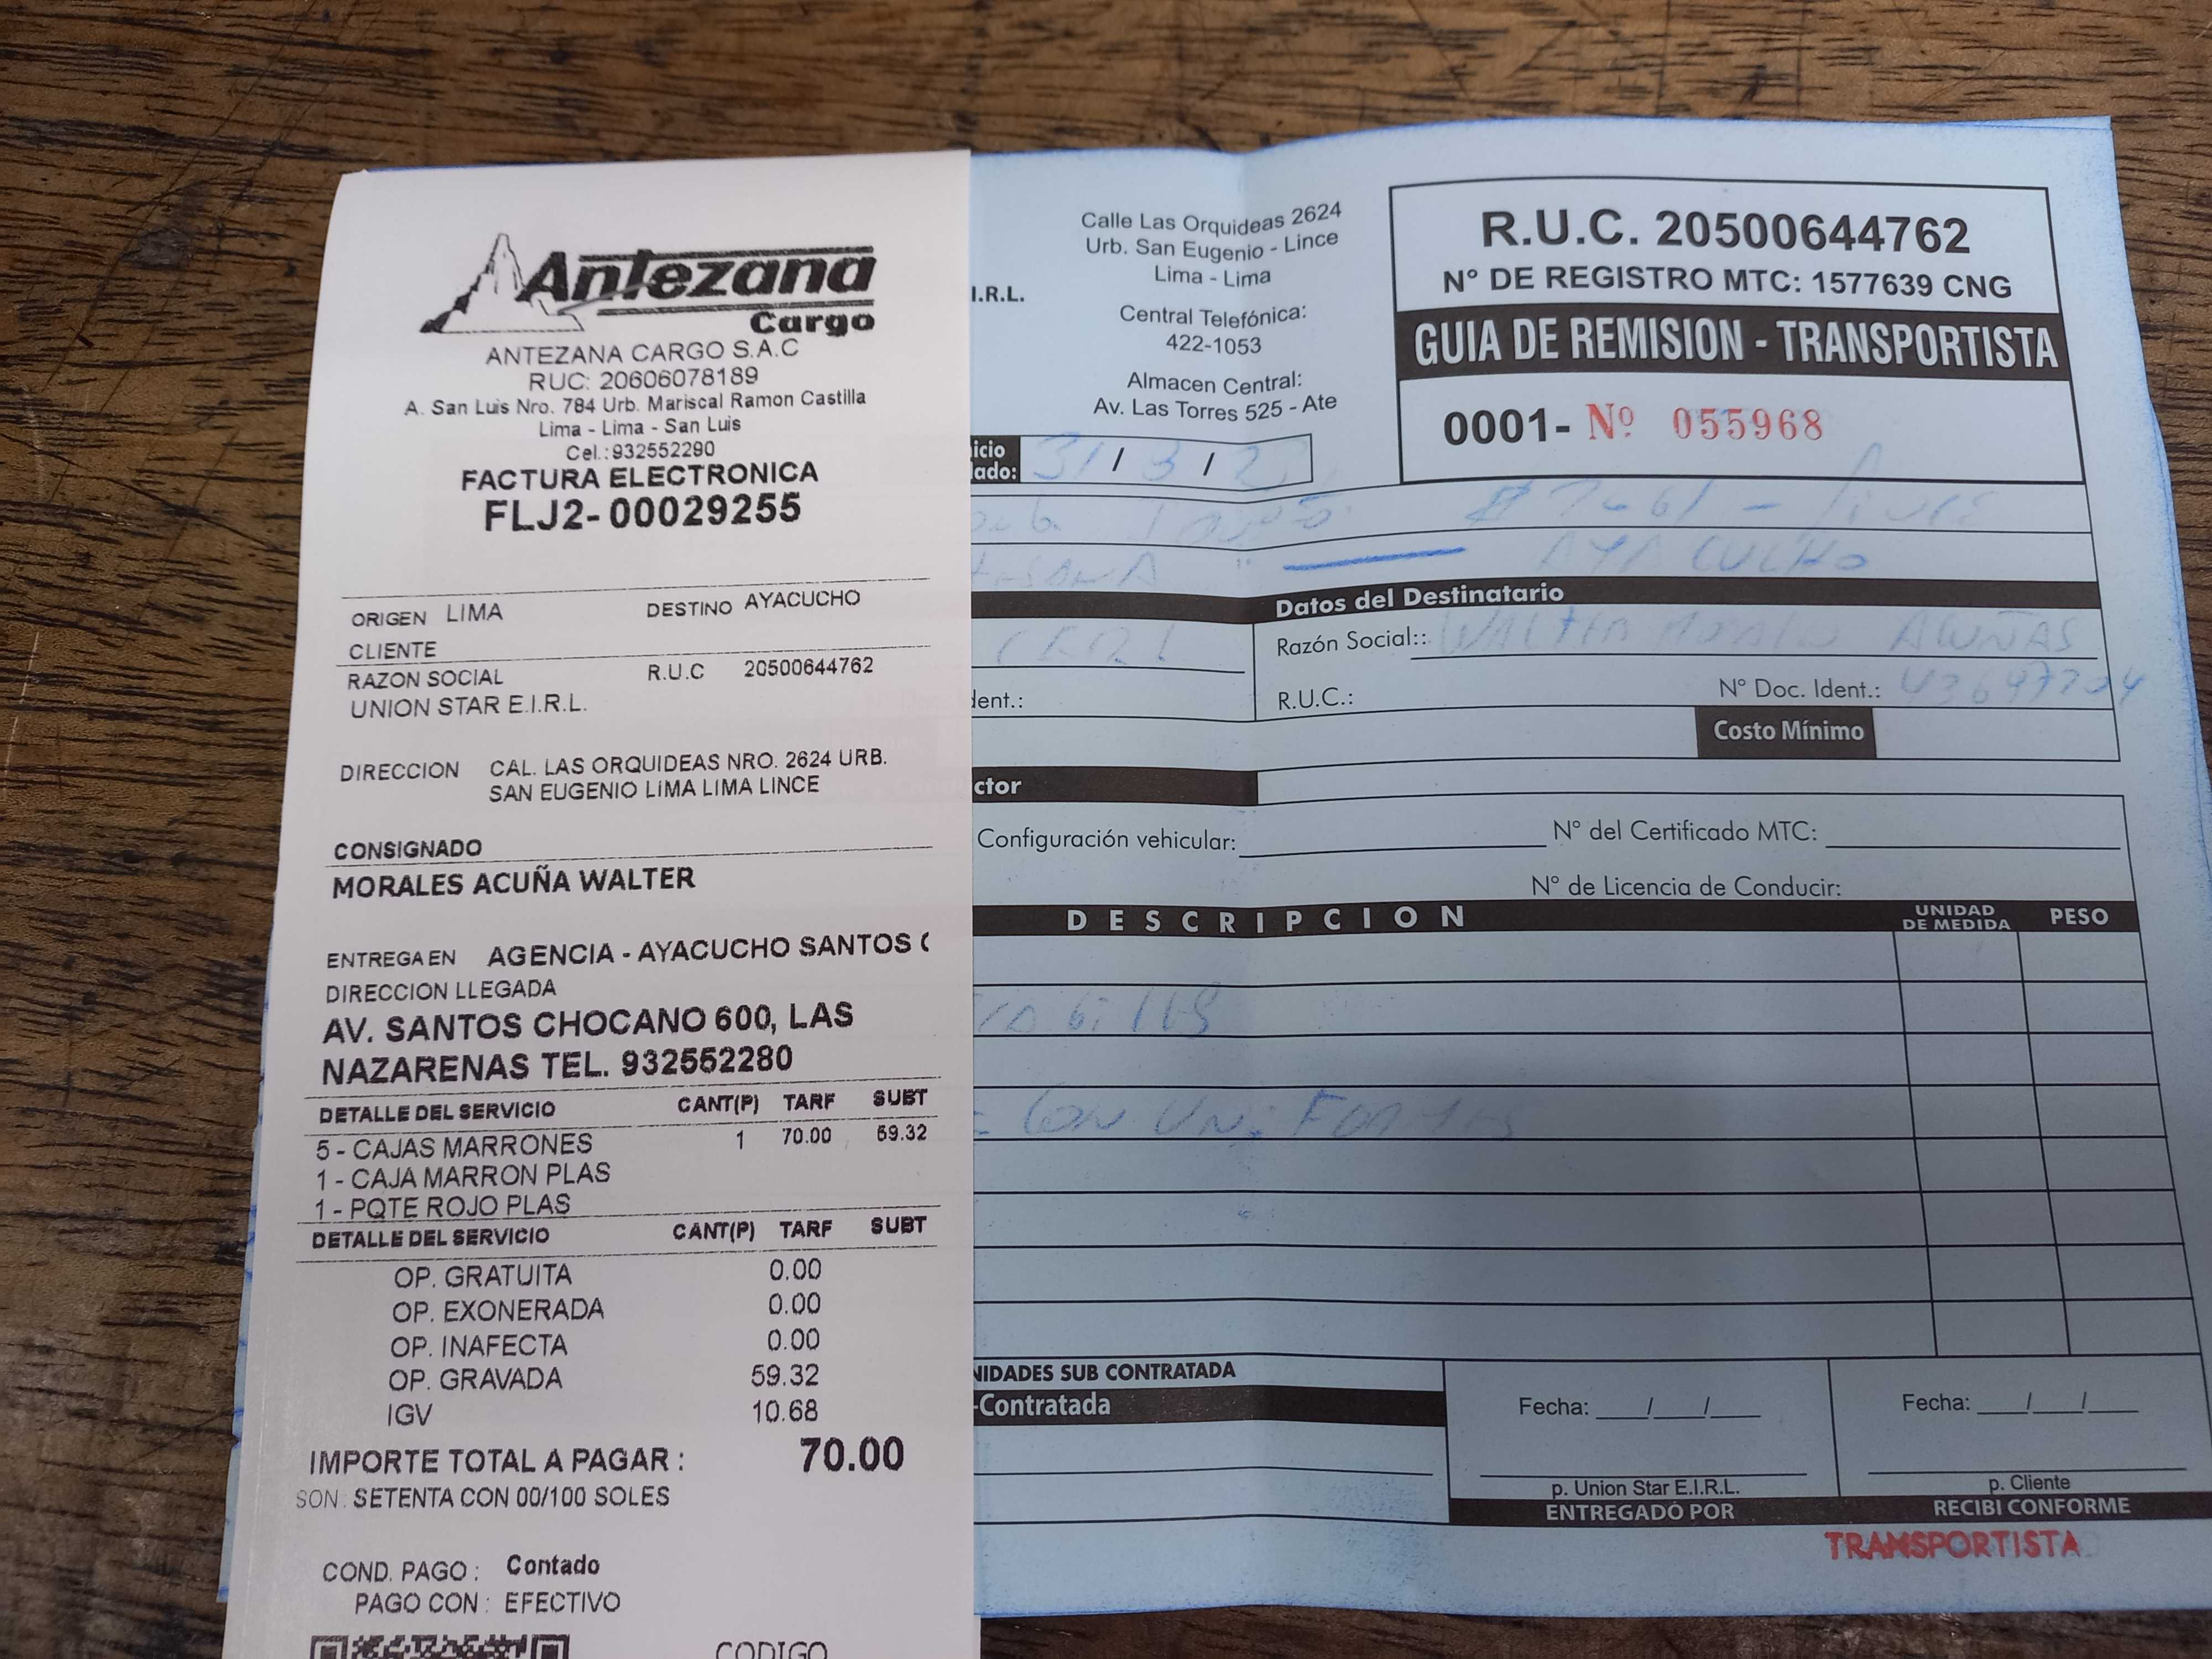 Antezana
Cargo
ANTEZANA CARGO S.A.C
RUC: 20606078189
A. San Luis Nro. 784 Urb. Mariscal Ramon Castilla
Lima - Lima - San Luis
Cel.:932552290
FACTURA ELECTRONICA
FLJ2-00029255
ORIGEN LIMA DESTINO AYACUCHO
CLIENTE
RAZON SOCIAL R.U.C 20500644762
UNION STAR E.I.R.L.
DIRECCION CAL. LAS ORQUIDEAS NRO. 2624 URB.
SAN EUGENIO LIMA LIMA LINCE
CONSIGNADO
MORALES ACUÑA WALTER
ENTREGA EN AGENCIA - AYACUCHO SANTOS
DIRECCION LLEGADA
AV. SANTOS CHOCANO 600, LAS
NAZARENAS TEL. 932552280
DETALLE DEL SERVICIO CANT(P) TARF SUBT
5 - CAJAS MARRONES 1 70.00 59.32
1 - CAJA MARRON PLAS
1 - PQTE ROJO PLAS
DETALLE DEL SERVICIO CANT(P) TARF SUBT
OP. GRATUITA 0.00
OP. EXONERADA 0.00
OP. INAFECTA 0.00
OP. GRAVADA 59.32
IGV 10.68
IMPORTE TOTAL A PAGAR : 70.00
SON : SETENTA CON 00/100 SOLES
COND. PAGO : Contado
PAGO CON : EFECTIVO
CODIGO
I.R.L.
Calle Las Orquideas 2624
Urb. San Eugenio - Lince
Lima - Lima
Central Telefónica:
422-1053
Almacen Central:
Av. Las Torres 525 - Ate
R.U.C. 20500644762
N° DE REGISTRO MTC: 1577639 CNG
GUIA DE REMISION - TRANSPORTISTA
0001- Nº 055968
icio
ado: 31 / 3 /
AYACUCHO
Datos del Destinatario
Razón Social:: WALTER MORALES ACUÑAS
dent.: R.U.C.: N° Doc. Ident.:
Costo Mínimo
ctor
Configuración vehicular: N° del Certificado MTC:
N° de Licencia de Conducir:
DESCRIPCION UNIDAD DE MEDIDA PESO
CON UNIFORMES
NIDADES SUB CONTRATADA
-Contratada
Fecha: / / Fecha: / /
p. Union Star E.I.R.L. p. Cliente
ENTREGADO POR RECIBI CONFORME
TRANSPORTISTA